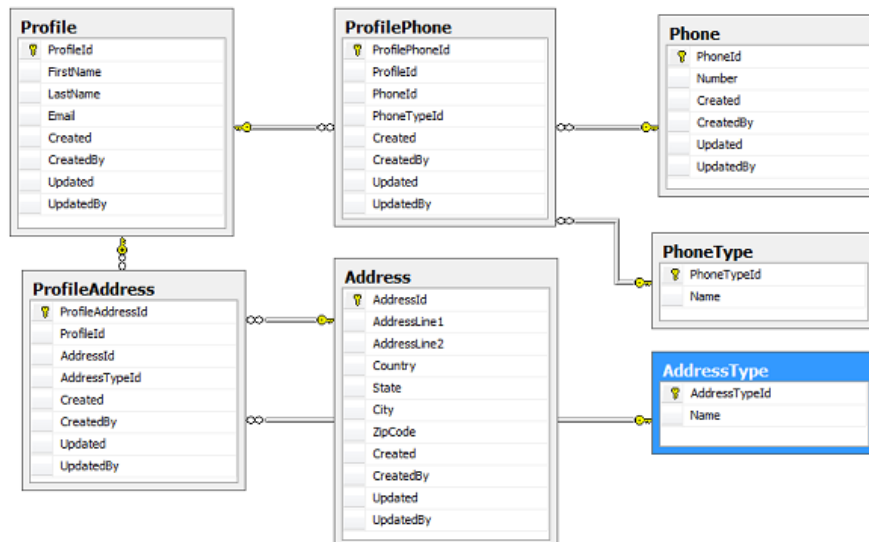 Profile
ProfileId
FirstName
LastName
Email
Created
CreatedBy
Updated
UpdatedBy
ProfilePhone
ProfilePhoneId
ProfileId
PhoneId
PhoneTypeId
Created
CreatedBy
Updated
UpdatedBy
Phone
PhoneId
Number
Created
CreatedBy
Updated
UpdatedBy
PhoneType
PhoneTypeId
Name
ProfileAddress
ProfileAddressId
ProfileId
AddressId
AddressTypeId
Created
CreatedBy
Updated
UpdatedBy
Address
AddressId
AddressLine1
AddressLine2
Country
State
City
ZipCode
Created
CreatedBy
Updated
UpdatedBy
AddressType
AddressTypeId
Name